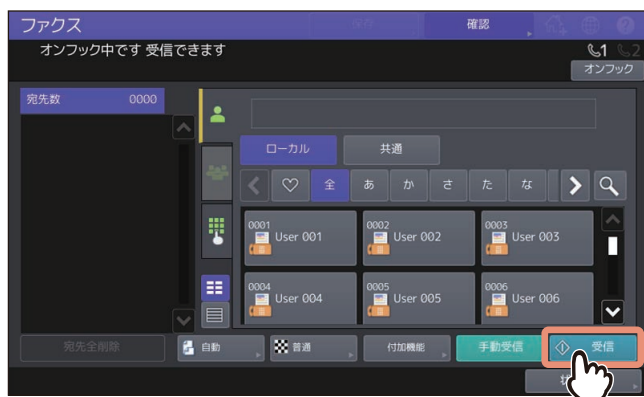 ファクス
確認
オンフック中です 受信できます
1
2
オンフック
宛先数 0000
ローカル 共通
全 あ か さ た な
0001
User 001
0002
User 002
0003
User 003
0004
User 004
0005
User 005
0006
User 006
宛先全削除
自動
普通
付加機能
手動受信
受信